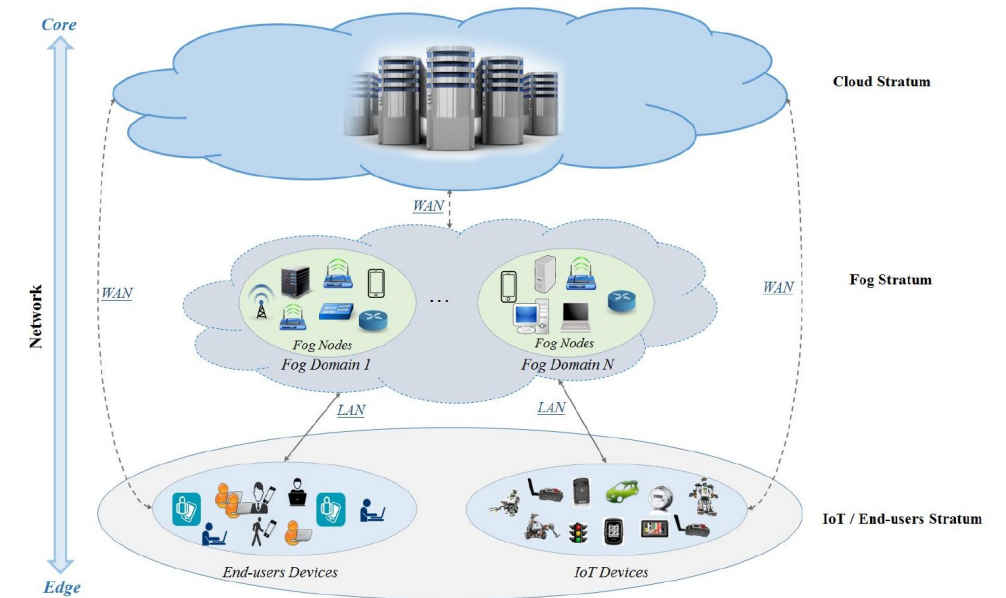 Core
Cloud Stratum
WAN
Fog Stratum
WAN
WAN
Network
...
Fog Nodes
Fog Nodes
Fog Domain 1
Fog Domain N
LAN
LAN
IoT / End-users Stratum
End-users Devices
IoT Devices
Edge